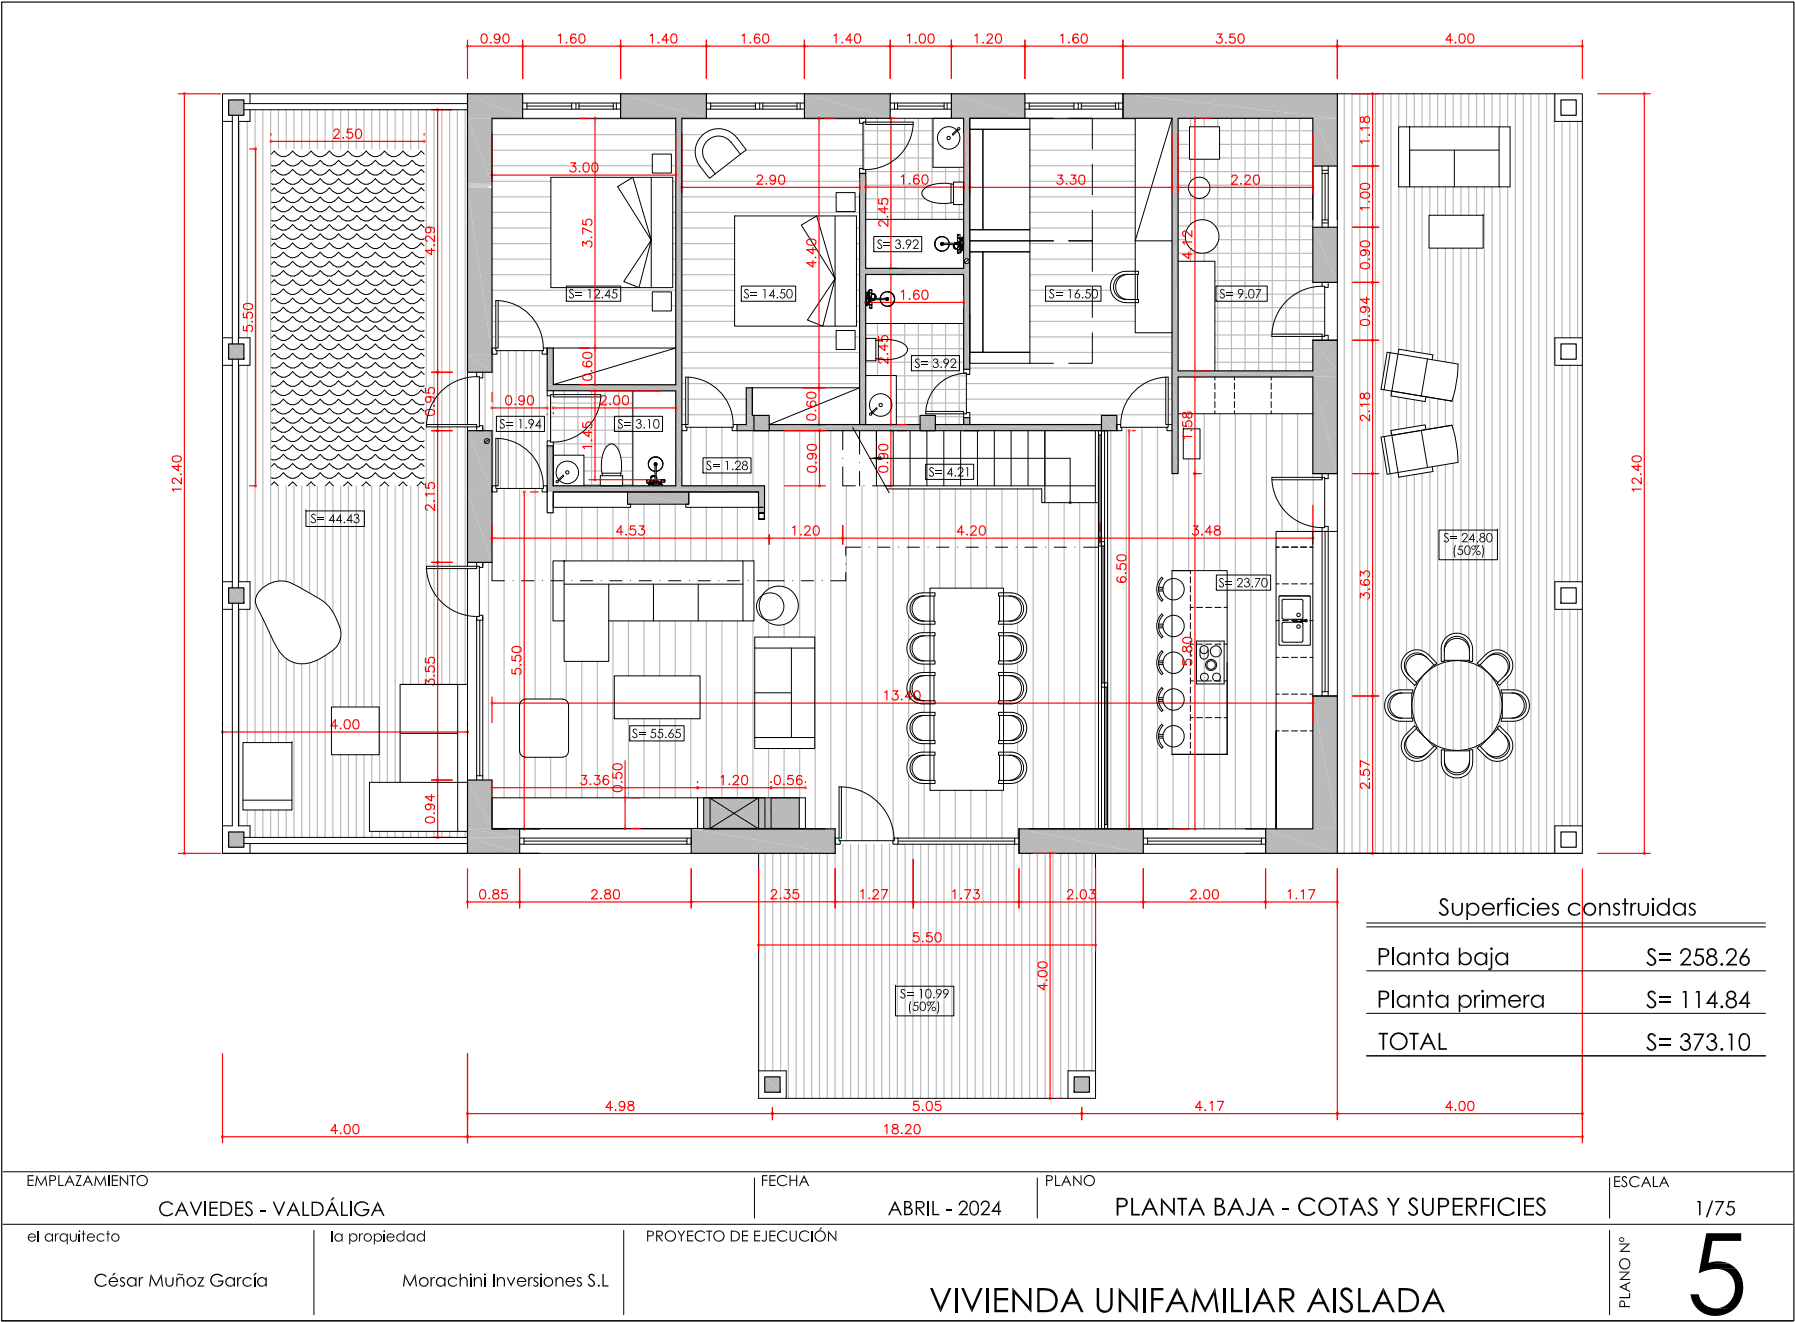 0.90 1.60 1.40 1.60 1.40 1.00 1.20 1.60 3.50 4.00
12.40
2.50
5.50
4.29
0.95
2.15
3.55
0.94
S= 44.43
4.00
3.00
3.75
S= 12.45
0.60
0.90
S= 1.94
2.00
1.45
S= 3.10
2.90
4.40
S= 14.50
0.60
S= 1.28
0.90
1.60
2.45
S= 3.92
1.60
2.45
S= 3.92
0.90
S= 4.21
3.30
S= 16.50
2.20
4.12
S= 9.07
1.58
1.18
1.00
0.90
0.94
2.18
3.63
2.57
S= 24.80
(50%)
12.40
4.53 1.20 4.20 3.48
6.50
S= 23.70
5.80
5.50
13.40
S= 55.65
3.36 0.50 1.20 0.56
0.85 2.80 2.35 1.27 1.73 2.03 2.00 1.17
5.50
4.00
S= 10.99
(50%)
Superficies construidas
Planta baja S= 258.26
Planta primera S= 114.84
TOTAL S= 373.10
4.98 5.05 4.17 4.00
4.00 18.20
EMPLAZAMIENTO
CAVIEDES - VALDÁLIGA
FECHA
ABRIL - 2024
PLANO
PLANTA BAJA - COTAS Y SUPERFICIES
ESCALA
1/75
el arquitecto
César Muñoz García
la propiedad
Morachini Inversiones S.L
PROYECTO DE EJECUCIÓN
VIVIENDA UNIFAMILIAR AISLADA
PLANO Nº
5